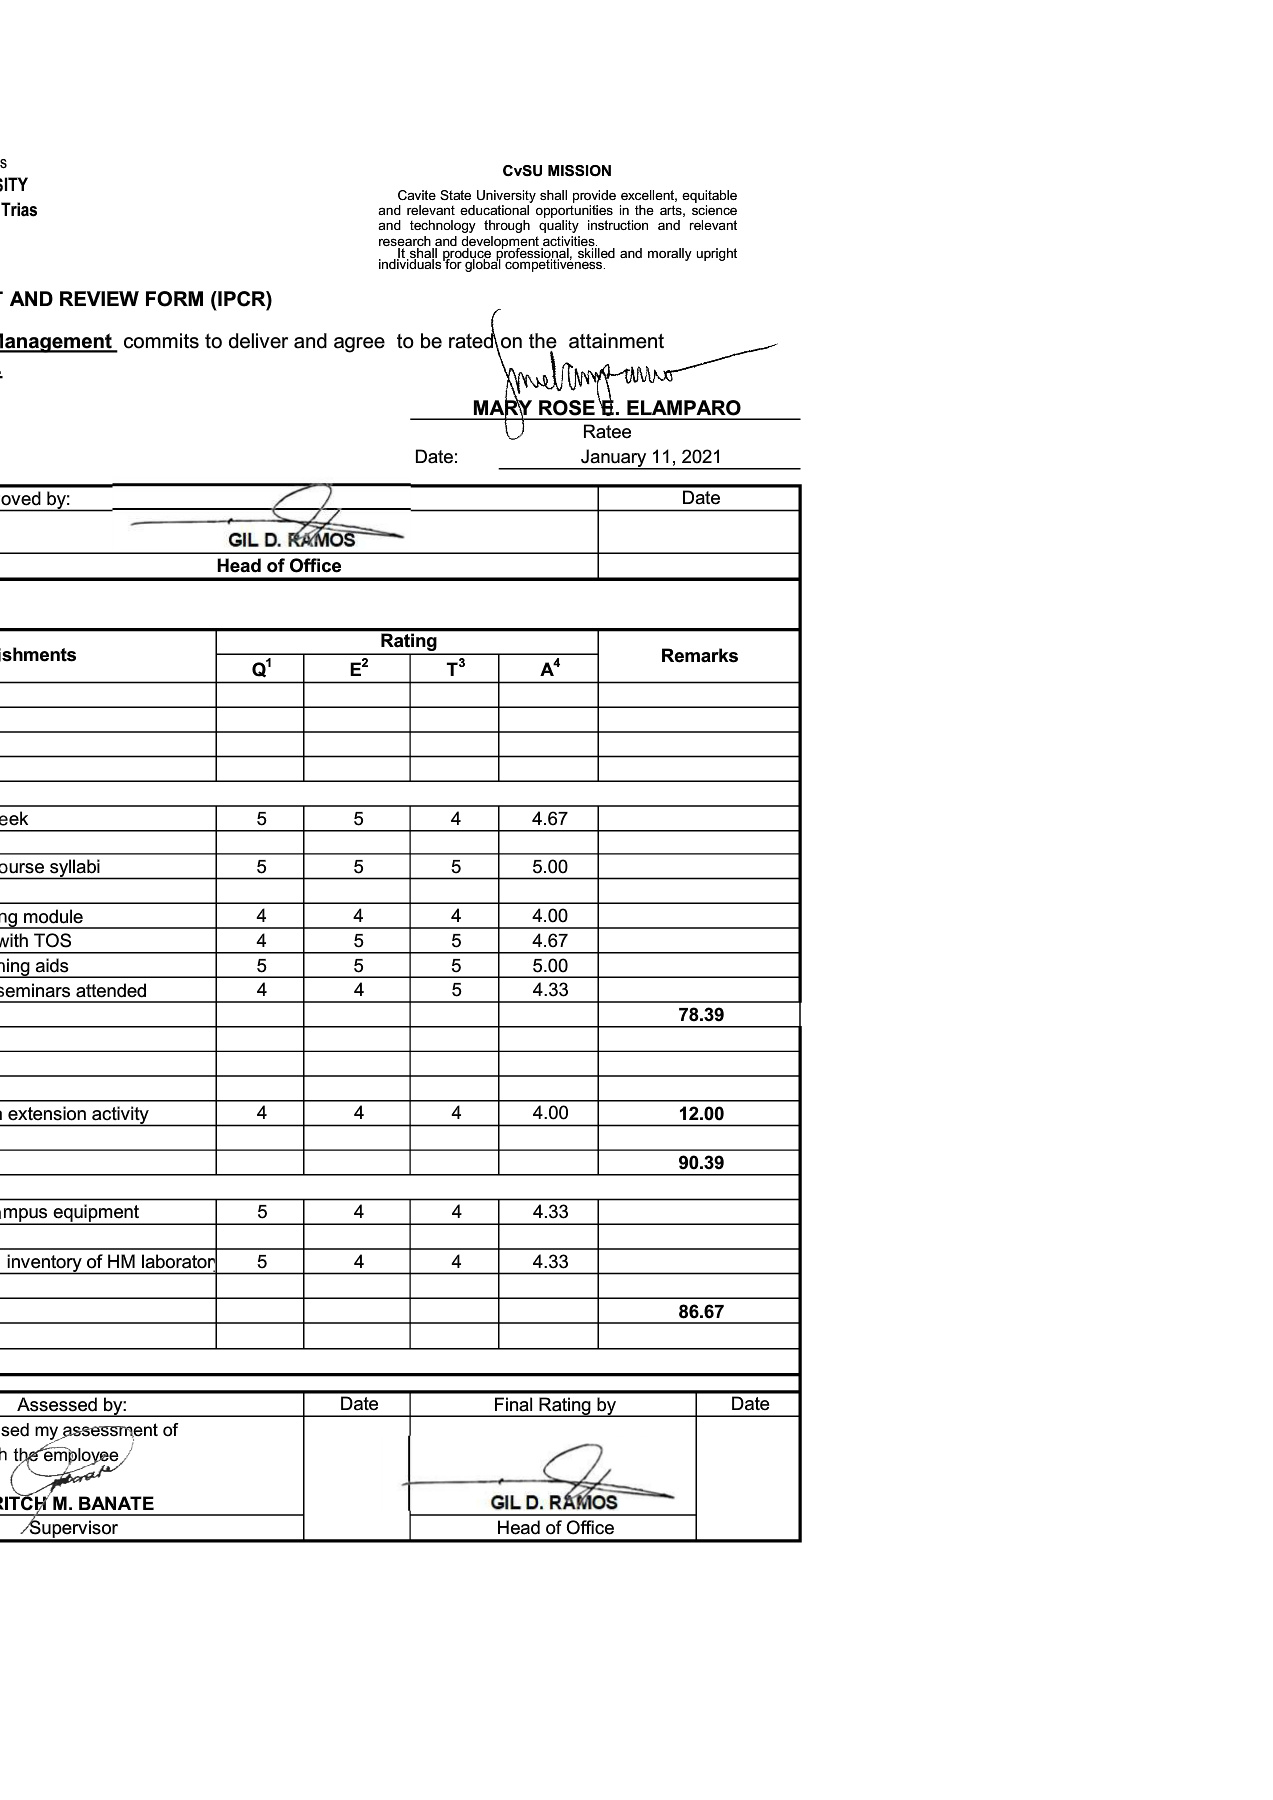 s
SITY
Trias
CvSU MISSION
Cavite State University shall provide excellent, equitable
and relevant educational opportunities in the arts, science
and technology through quality instruction and relevant
research and development activities.
It shall produce professional, skilled and morally upright
individuals for global competitiveness.
T AND REVIEW FORM (IPCR)
Management commits to deliver and agree to be rated on the attainment
MARY ROSE E. ELAMPARO
Ratee
Date: January 11, 2021
oved by: Date
GIL D. RAMOS
Head of Office
ishments Rating Remarks
Q1 E2 T3 A4
eek 5 5 4 4.67
ourse syllabi 5 5 5 5.00
ng module 4 4 4 4.00
with TOS 4 5 5 4.67
ning aids 5 5 5 5.00
seminars attended 4 4 5 4.33
78.39
n extension activity 4 4 4 4.00 12.00
90.39
ampus equipment 5 4 4 4.33
inventory of HM laborator 5 4 4 4.33
86.67
Assessed by: Date Final Rating by Date
sed my assessment of
h the employee
RITCH M. BANATE GIL D. RAMOS
Supervisor Head of Office